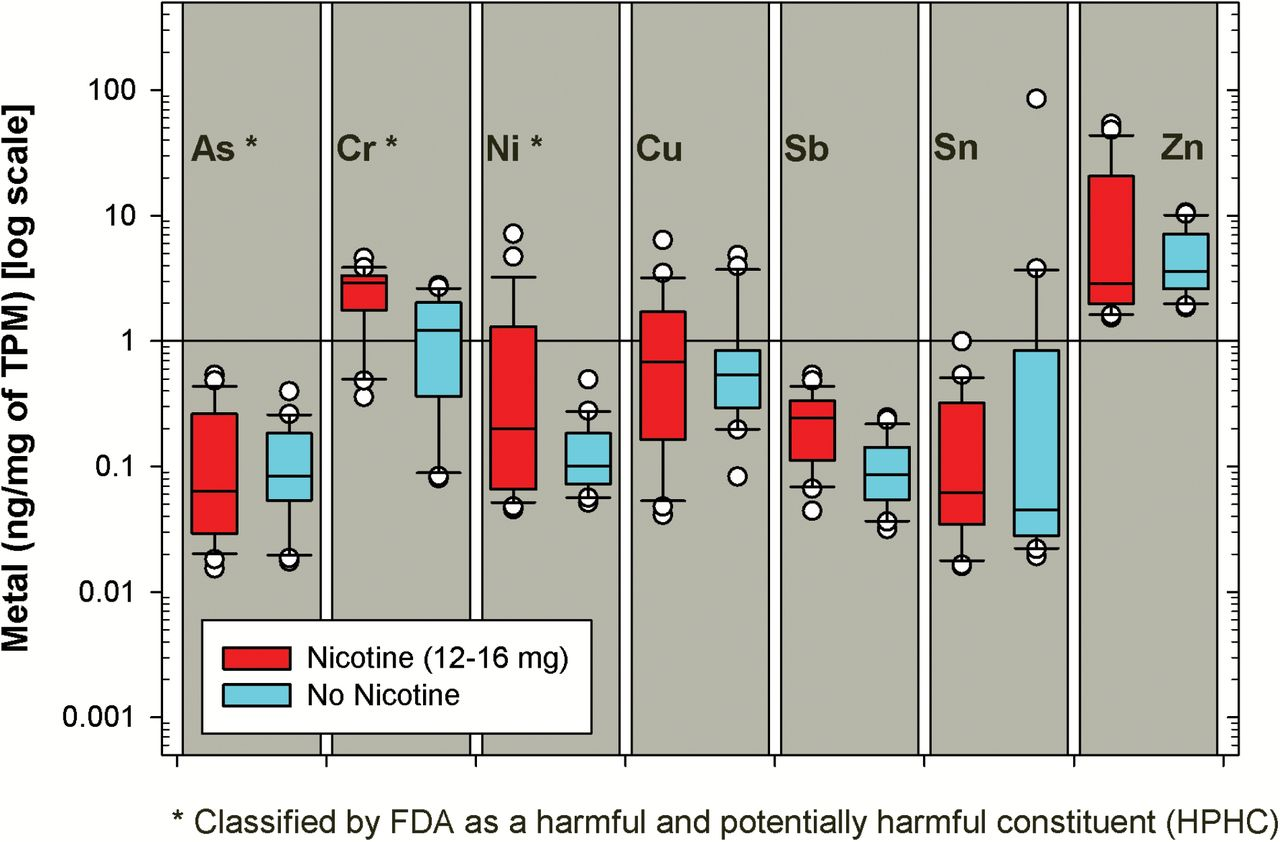 Metal (ng/mg of TPM) [log scale]
100
10
1
0.1
0.01
0.001
As *
Cr *
Ni *
Cu
Sb
Sn
Zn
Nicotine (12-16 mg)
No Nicotine
* Classified by FDA as a harmful and potentially harmful constituent (HPHC)